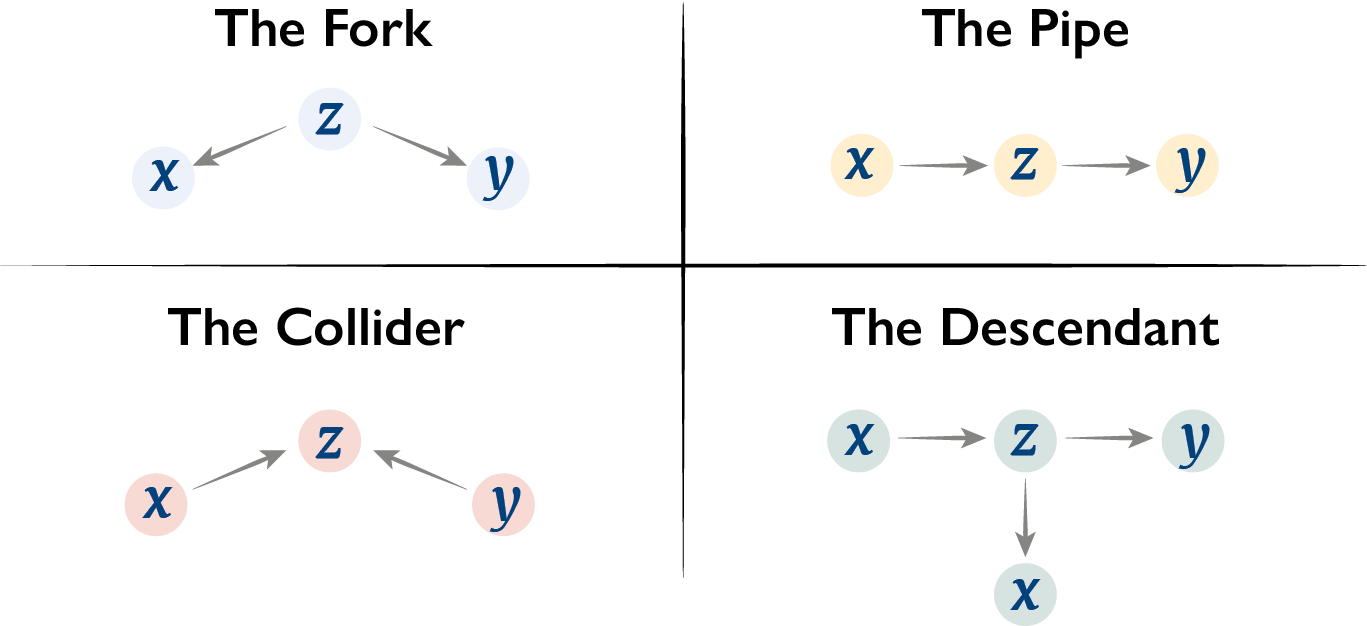 The Fork
z
x
y
The Pipe
x z y
The Collider
z
x
y
The Descendant
x z y
x